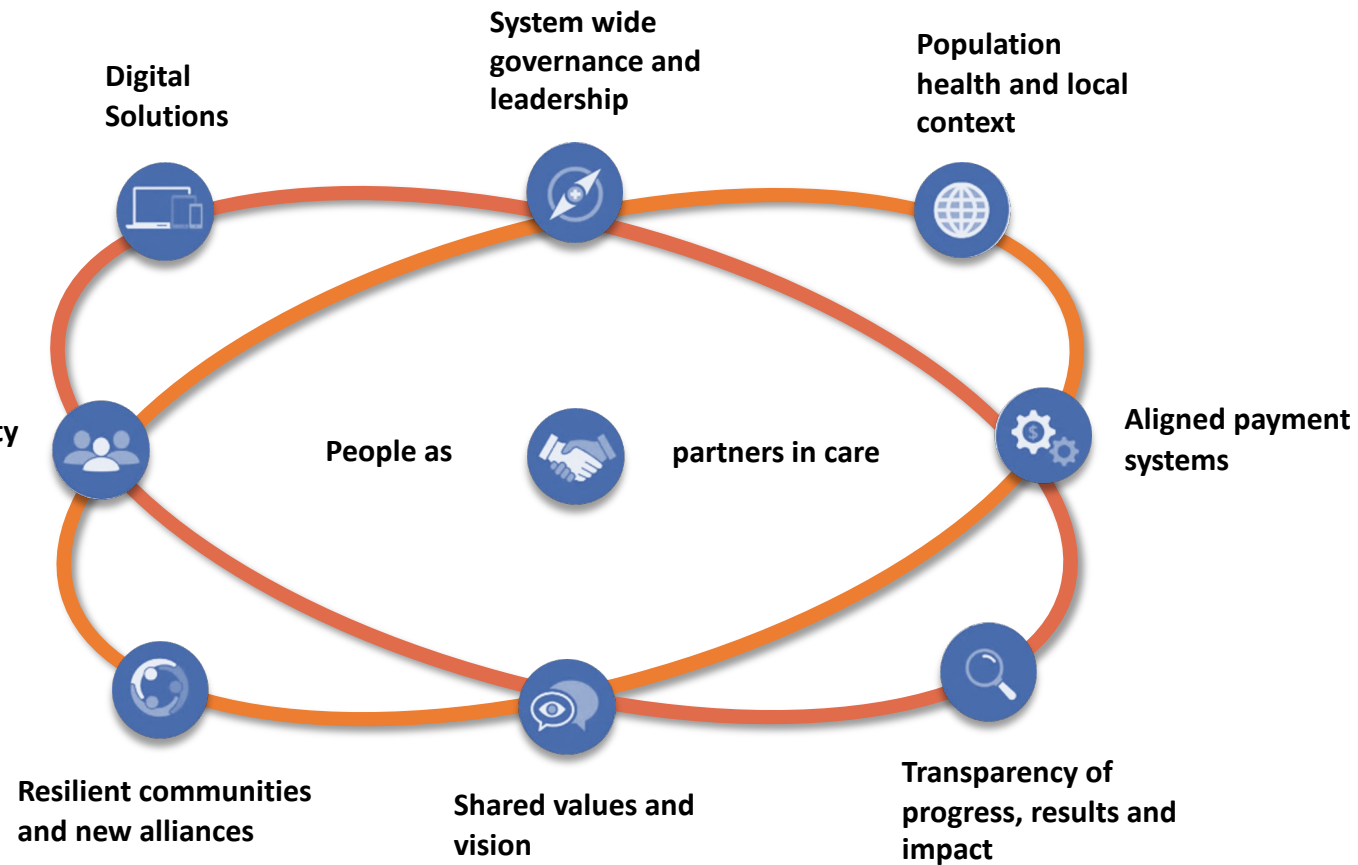 System wide
governance and
leadership
Population
health and local
context
Digital
Solutions
People as
partners in care
Aligned payment
systems
Resilient communities
and new alliances
Shared values and
vision
Transparency of
progress, results and
impact